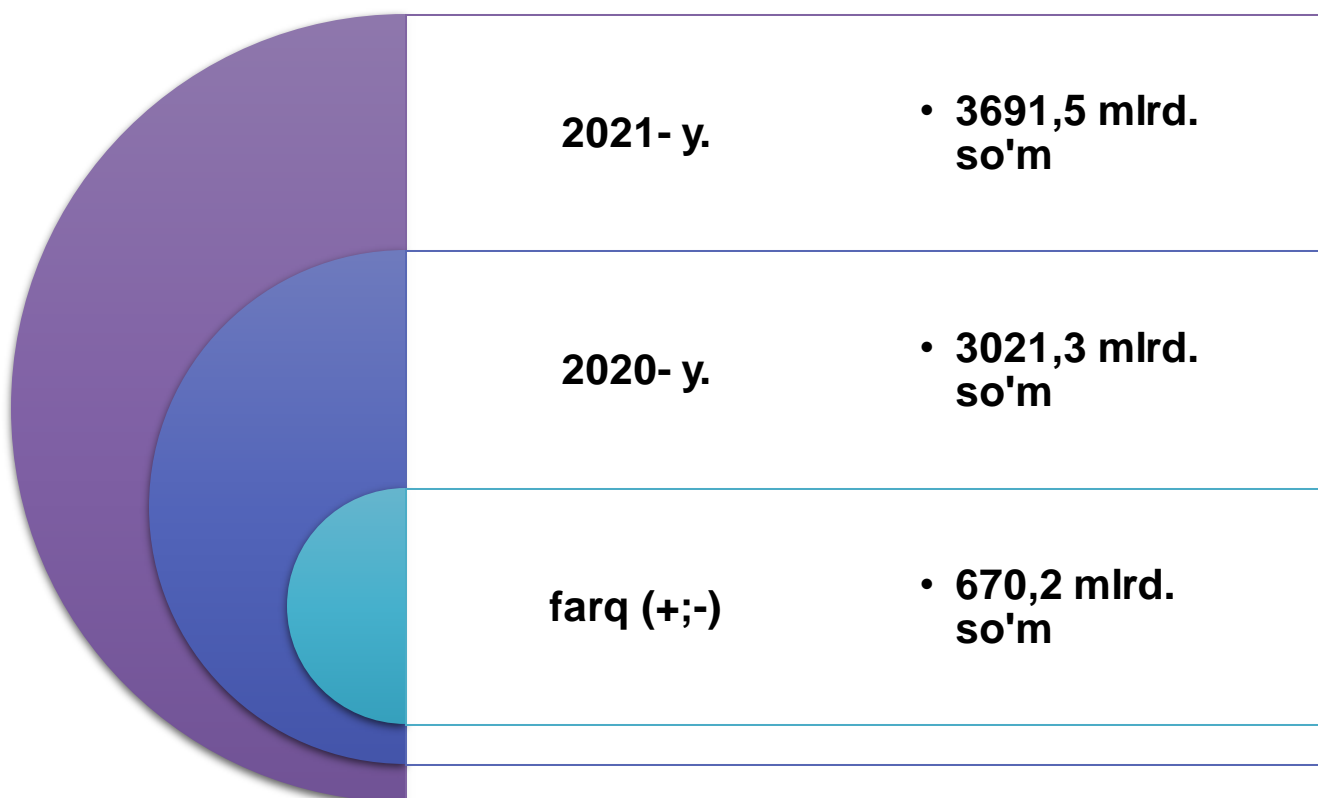 2021- y.
• 3691,5 mlrd.
so'm
2020- y.
• 3021,3 mlrd.
so'm
farq (+;-)
• 670,2 mlrd.
so'm